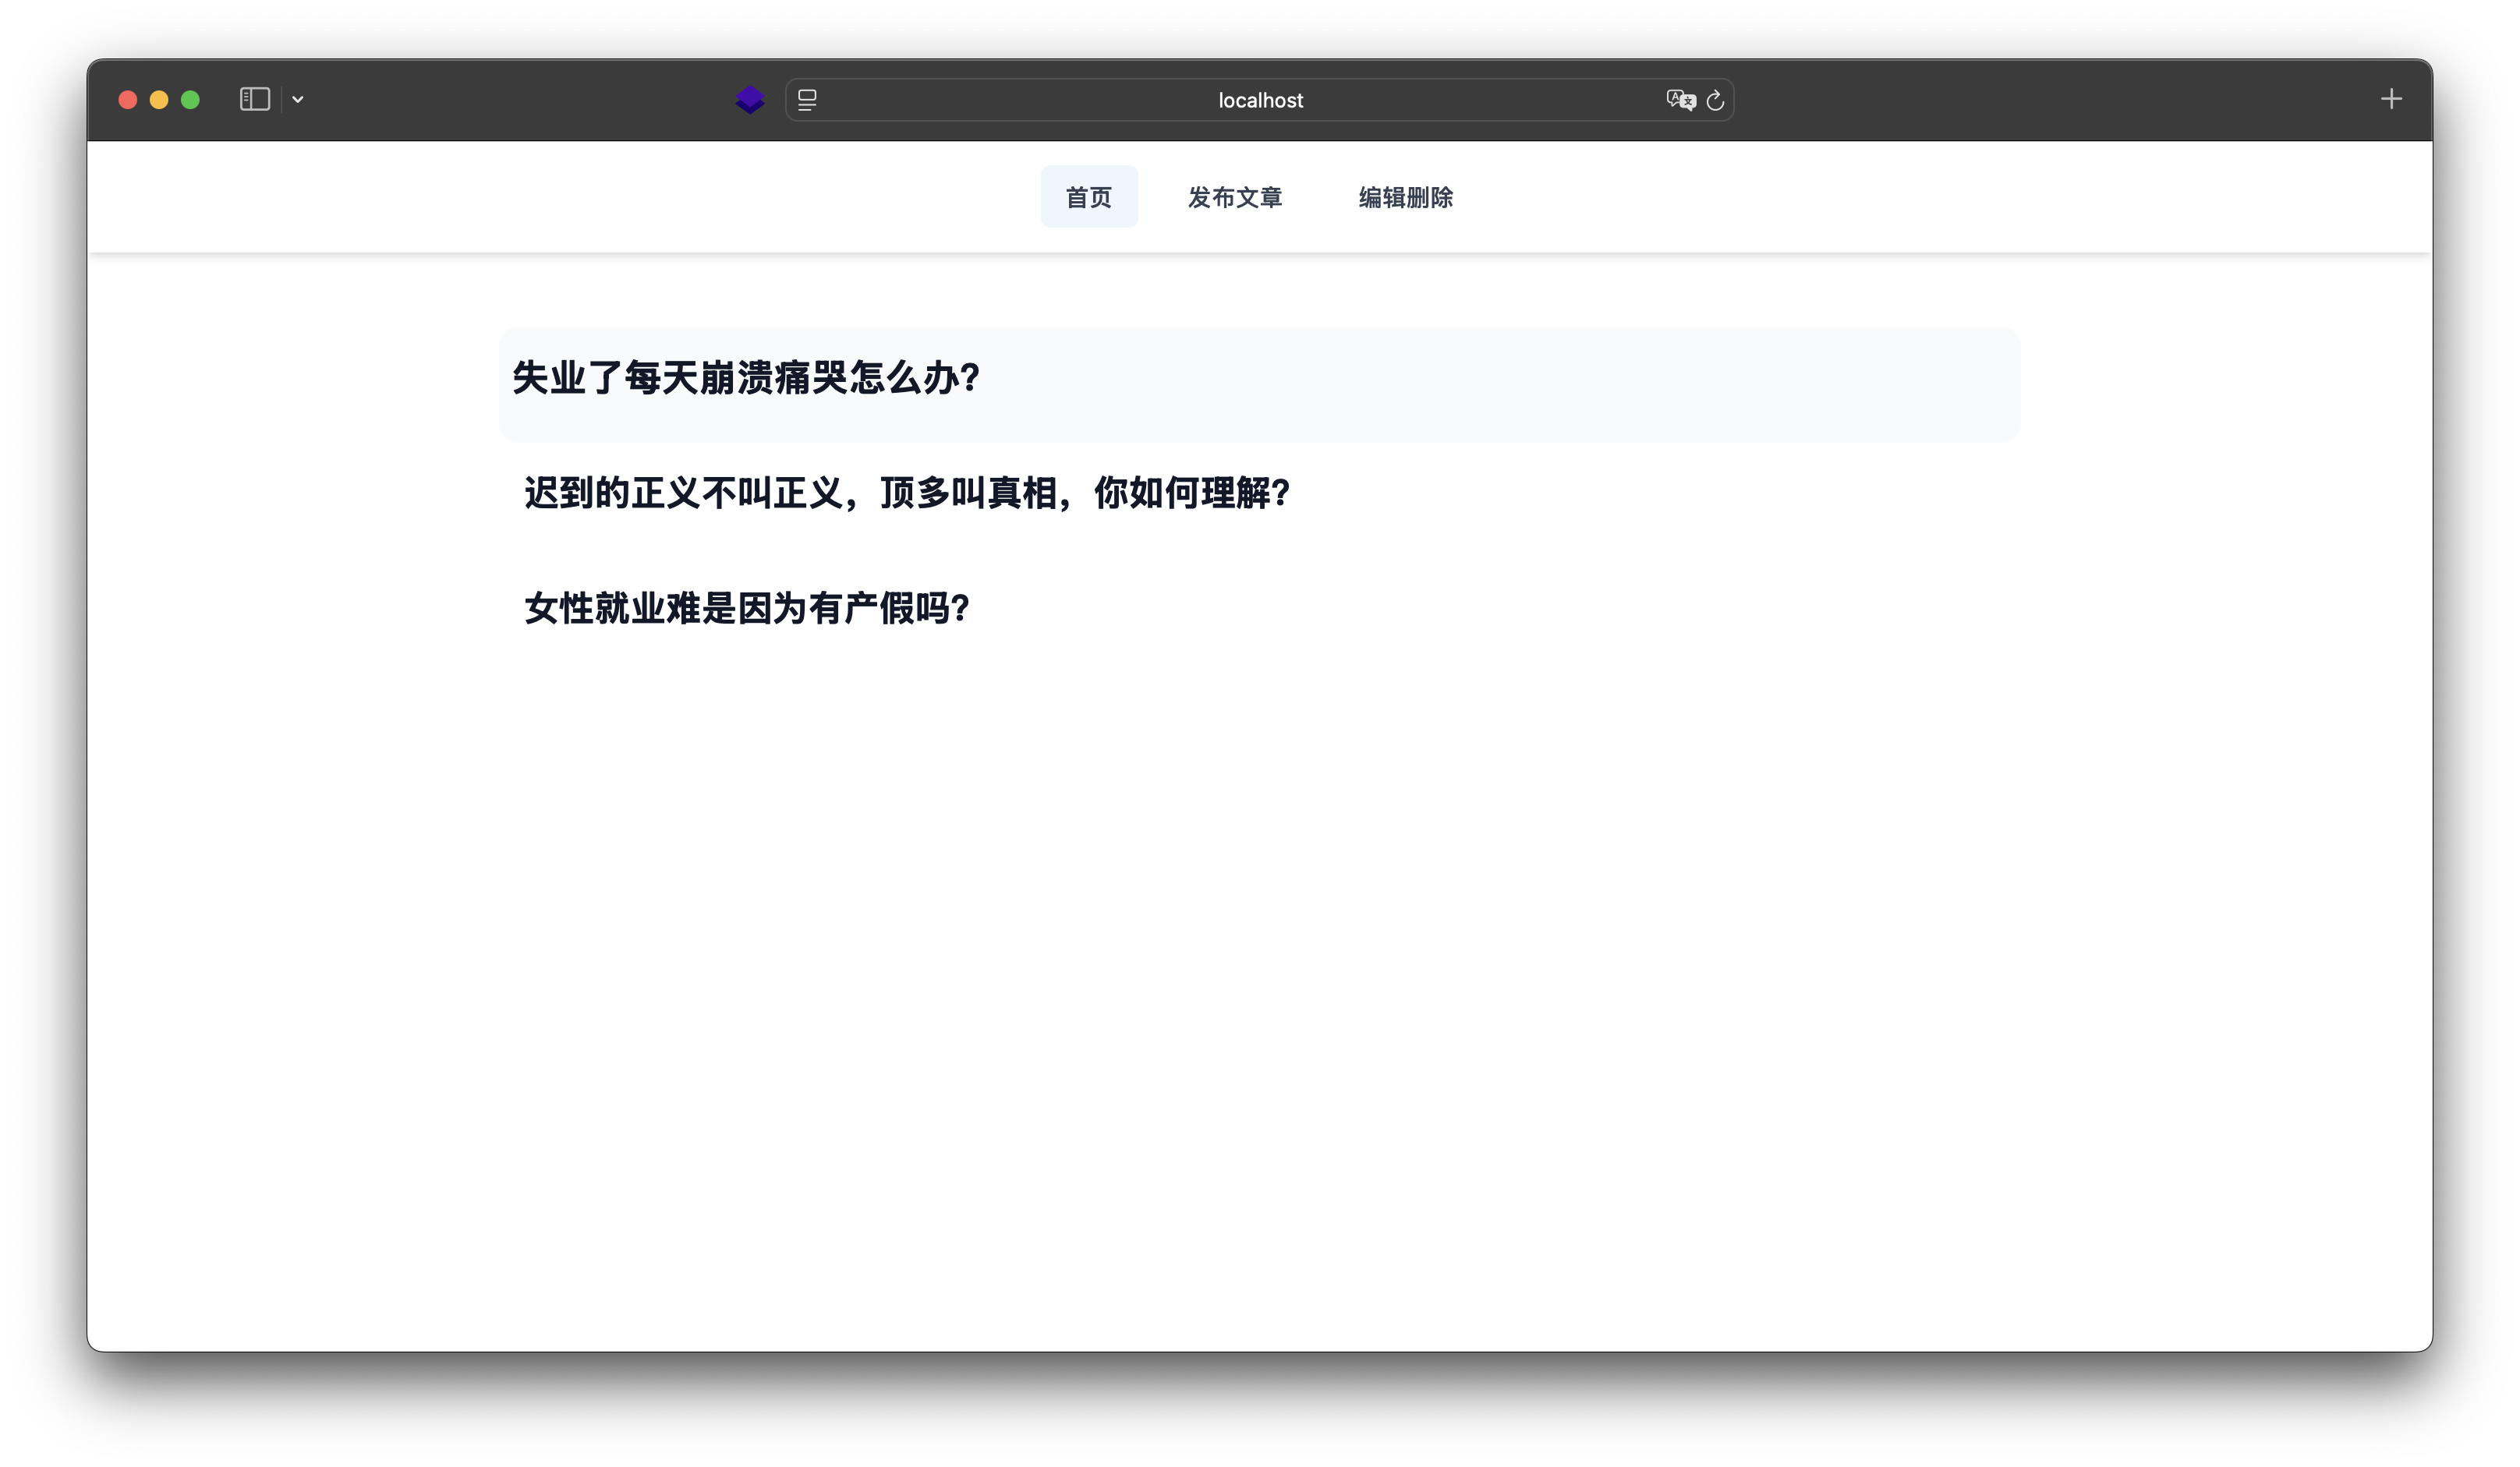 localhost
首页 发布文章 编辑删除
失业了每天崩溃痛哭怎么办?
迟到的正义不叫正义，顶多叫真相，你如何理解?
女性就业难是因为有产假吗?